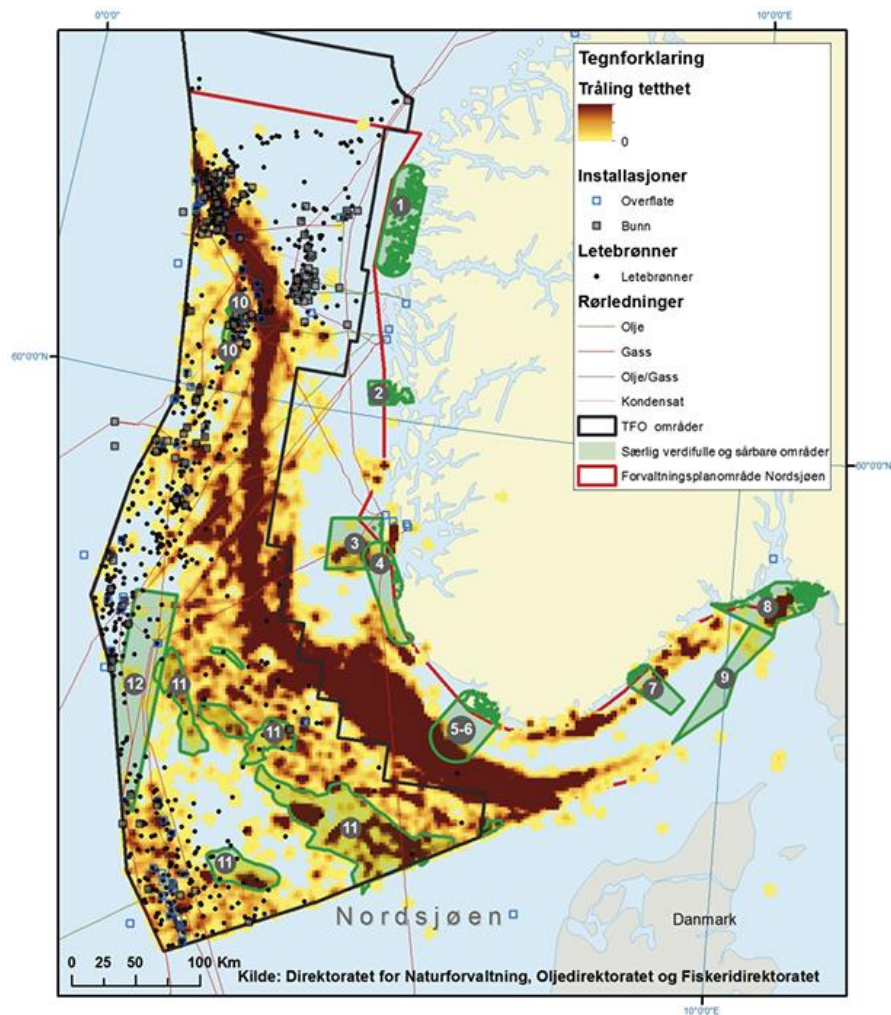 0°0'0"
10°0'0"E
Tegnforklaring
Tråling tetthet
0
Installasjoner
Overflate
Bunn
Letebrønner
Letebrønner
Rørledninger
Olje
Gass
Olje/Gass
Kondensat
TFO områder
Særlig verdifulle og sårbare områder
Forvaltningsplanområde Nordsjøen
1
10
10
60°0'0"N
2
60°0'0"N
3
4
8
12
11
9
7
5-6
11
11
11
Nordsjøen
Danmark
0 25 50 100 Km
Kilde: Direktoratet for Naturforvaltning, Oljedirektoratet og Fiskeridirektoratet
10°0'0"E